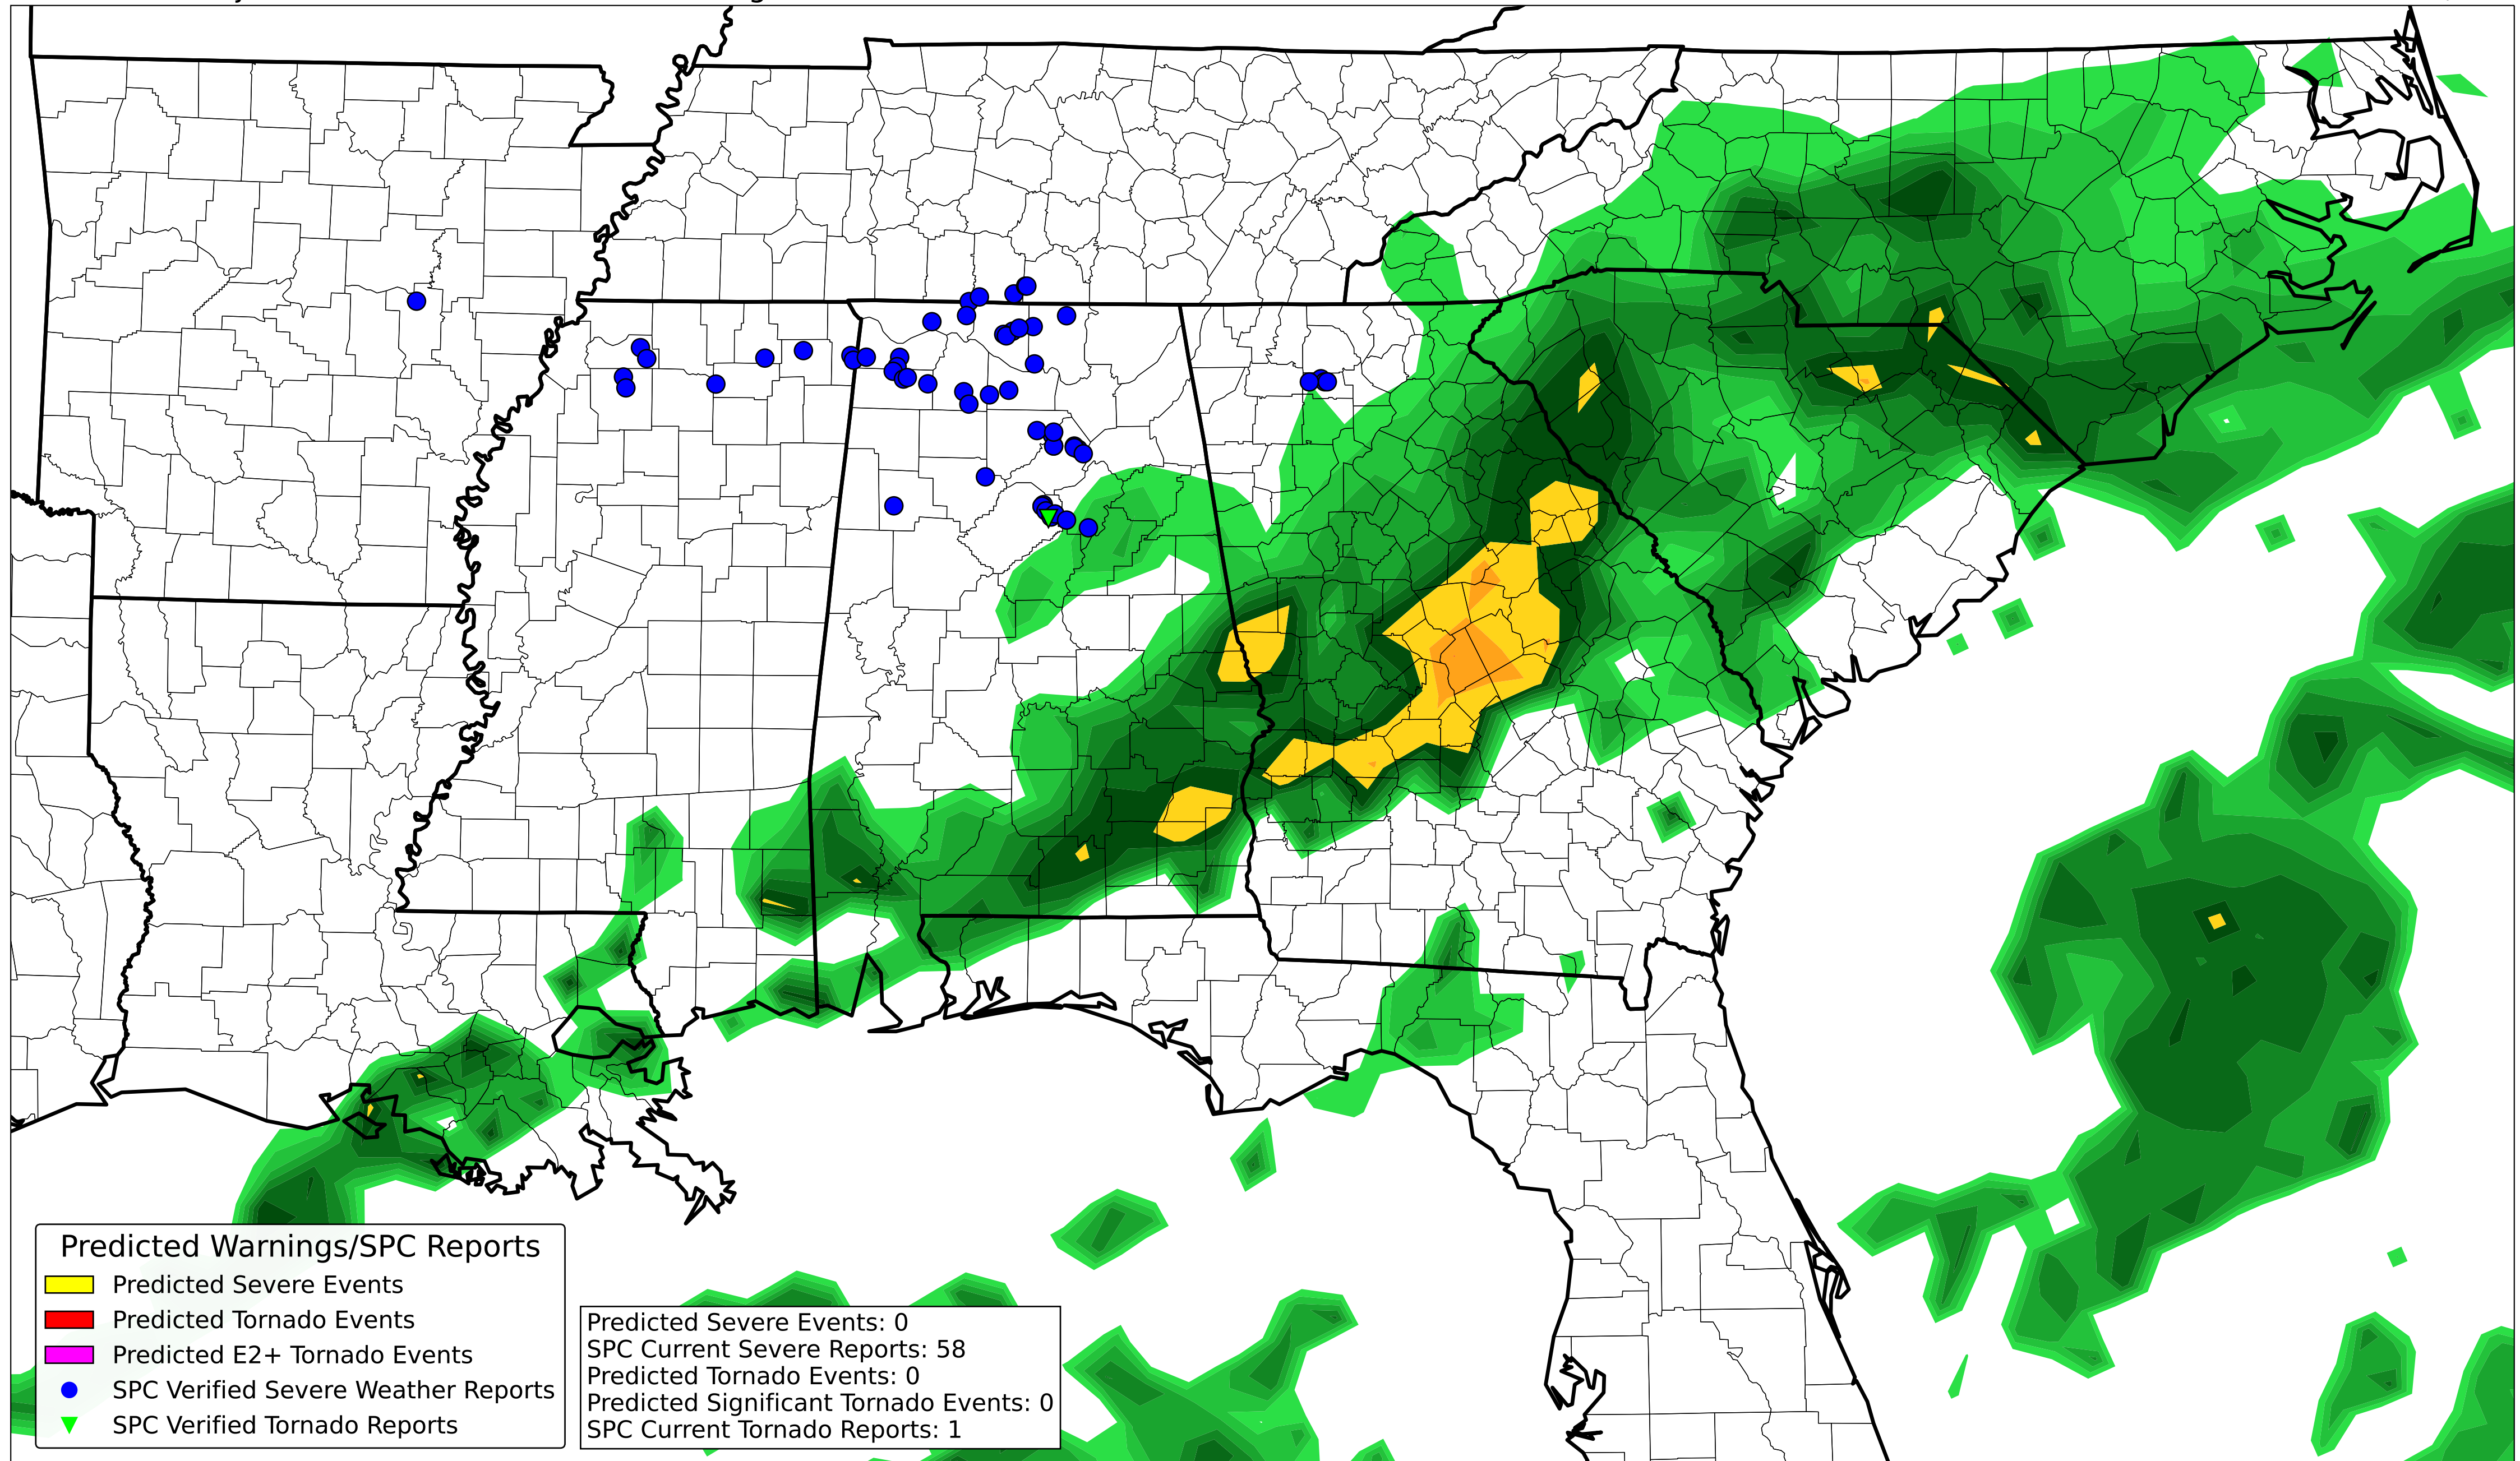 Predicted Warnings/SPC Reports
Predicted Severe Events
Predicted Tornado Events
Predicted E2+ Tornado Events
SPC Verified Severe Weather Reports
SPC Verified Tornado Reports
Predicted Severe Events: 0
SPC Current Severe Reports: 58
Predicted Tornado Events: 0
Predicted Significant Tornado Events: 0
SPC Current Tornado Reports: 1